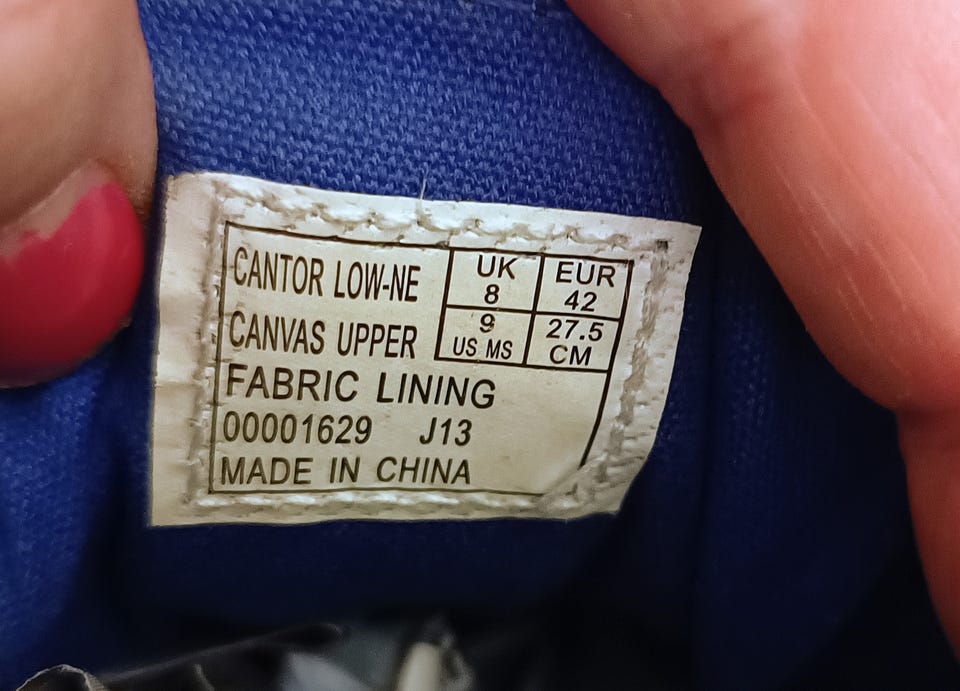 CANTOR LOW-NE
CANVAS UPPER
FABRIC LINING
00001629 J13
MADE IN CHINA
UK
8
EUR
42
9
US MS
27.5
CM